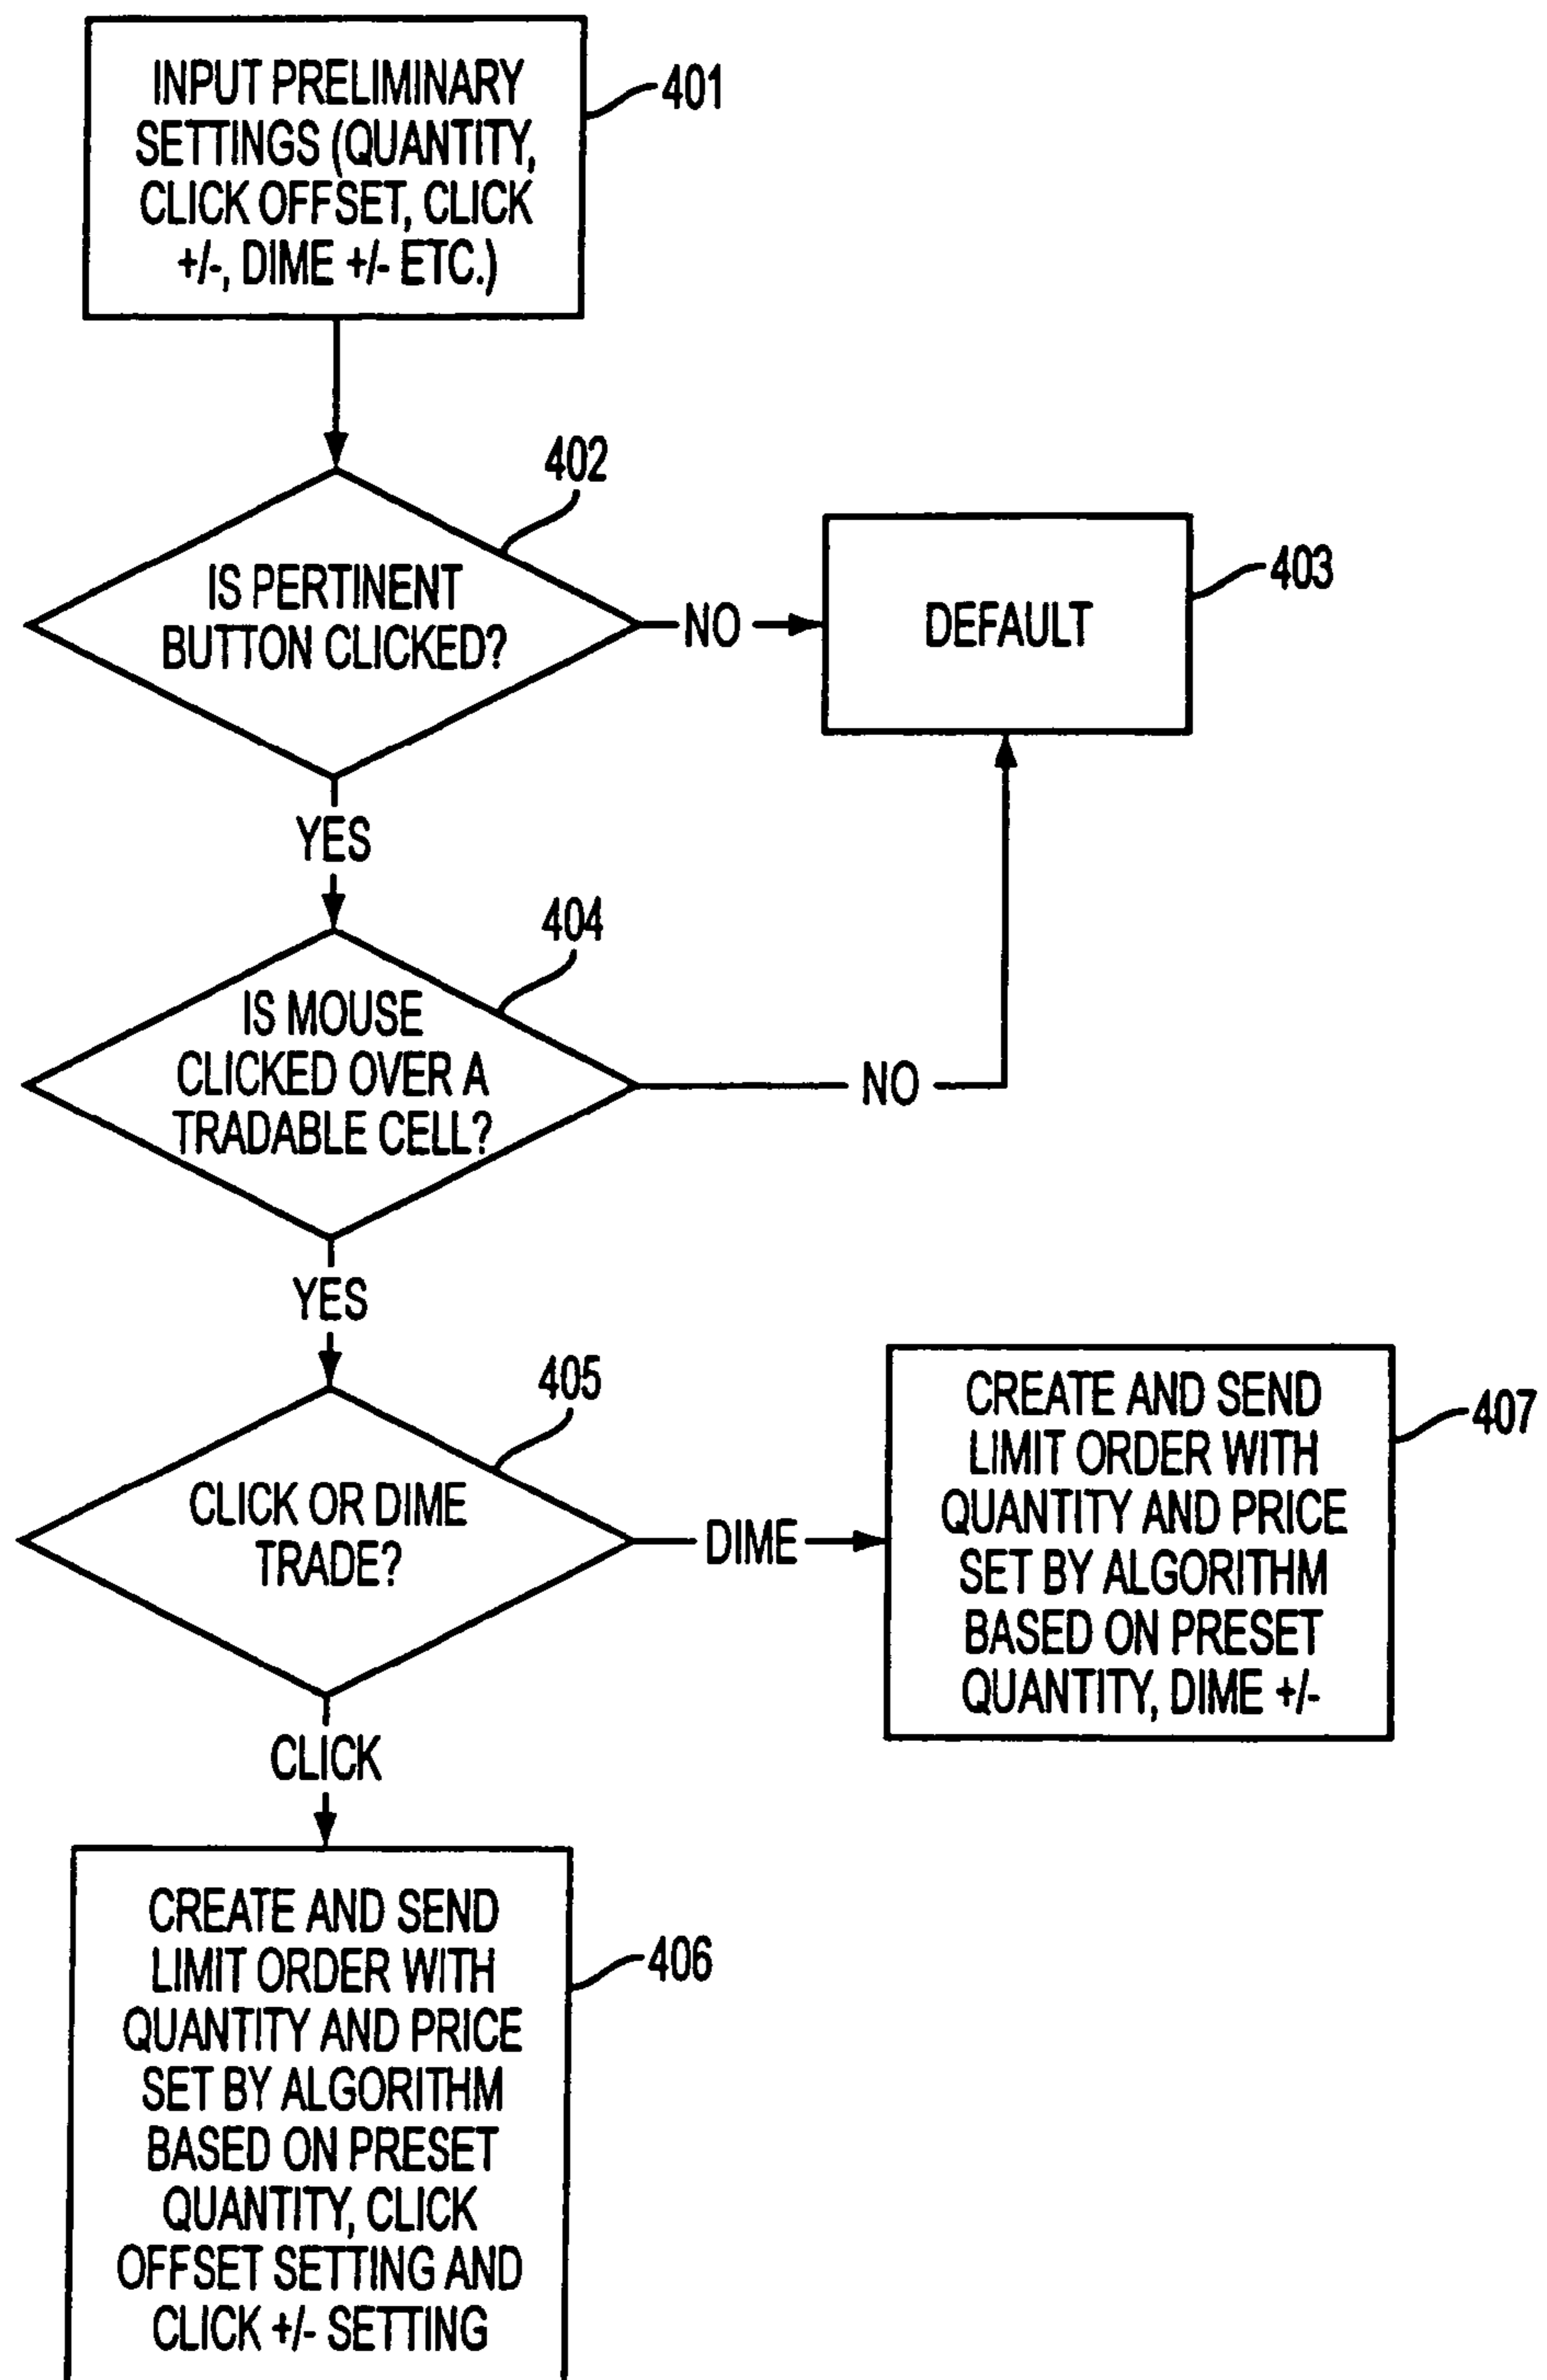 INPUT PRELIMINARY
SETTINGS (QUANTITY,
CLICK OFFSET, CLICK
+/-, DIME +/- ETC.)
401
402
IS PERTINENT
BUTTON CLICKED?
NO
DEFAULT
403
YES
404
IS MOUSE
CLICKED OVER A
TRADABLE CELL?
NO
YES
405
CLICK OR DIME
TRADE?
DIME
CREATE AND SEND
LIMIT ORDER WITH
QUANTITY AND PRICE
SET BY ALGORITHM
BASED ON PRESET
QUANTITY, DIME +/-
407
CLICK
CREATE AND SEND
LIMIT ORDER WITH
QUANTITY AND PRICE
SET BY ALGORITHM
BASED ON PRESET
QUANTITY, CLICK
OFFSET SETTING AND
CLICK +/- SETTING
406